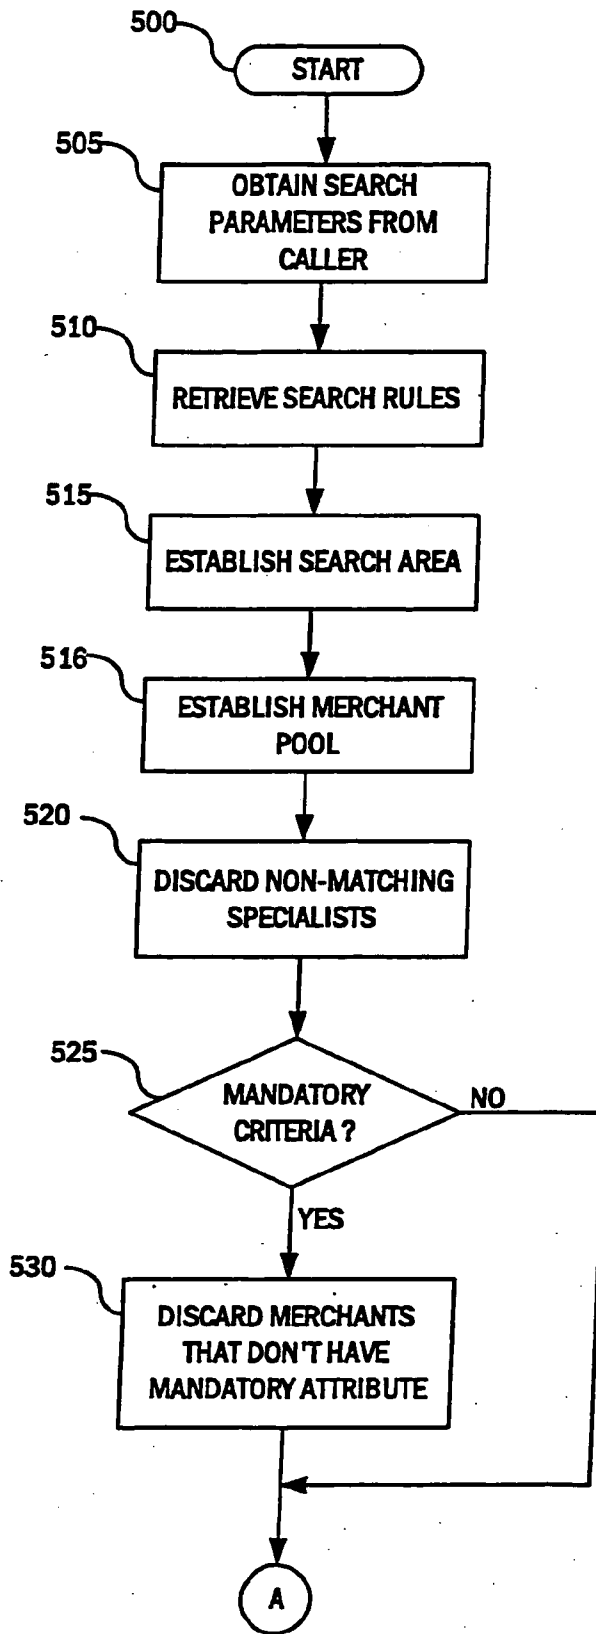 500
START
505
OBTAIN SEARCH
PARAMETERS FROM
CALLER
510
RETRIEVE SEARCH RULES
515
ESTABLISH SEARCH AREA
516
ESTABLISH MERCHANT
POOL
520
DISCARD NON-MATCHING
SPECIALISTS
525
MANDATORY
CRITERIA ?
NO
YES
530
DISCARD MERCHANTS
THAT DON'T HAVE
MANDATORY ATTRIBUTE
A